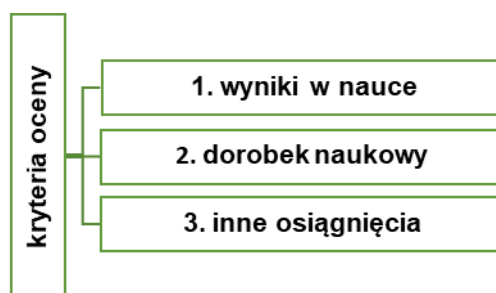 kryteria oceny
1. wyniki w nauce
2. dorobek naukowy
3. inne osiągnięcia